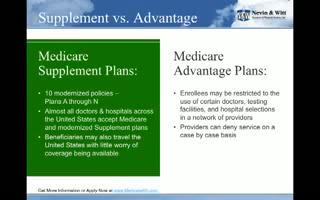 Supplement vs. Advantage
Nevin & Witt
Medicare
Supplement Plans:
• 10 modernized policies –
Plans A through N
• Almost all doctors & hospitals across
the United States accept Medicare
and modernized Supplement plans
• Beneficiaries may also travel the
United States with little worry of
coverage being available
Medicare
Advantage Plans:
• Enrollees may be restricted to the
use of certain doctors, testing
facilities, and hospital selections
in a network of providors
• Providers can deny service on a
case by case basis
Get More Information or Apply Now at